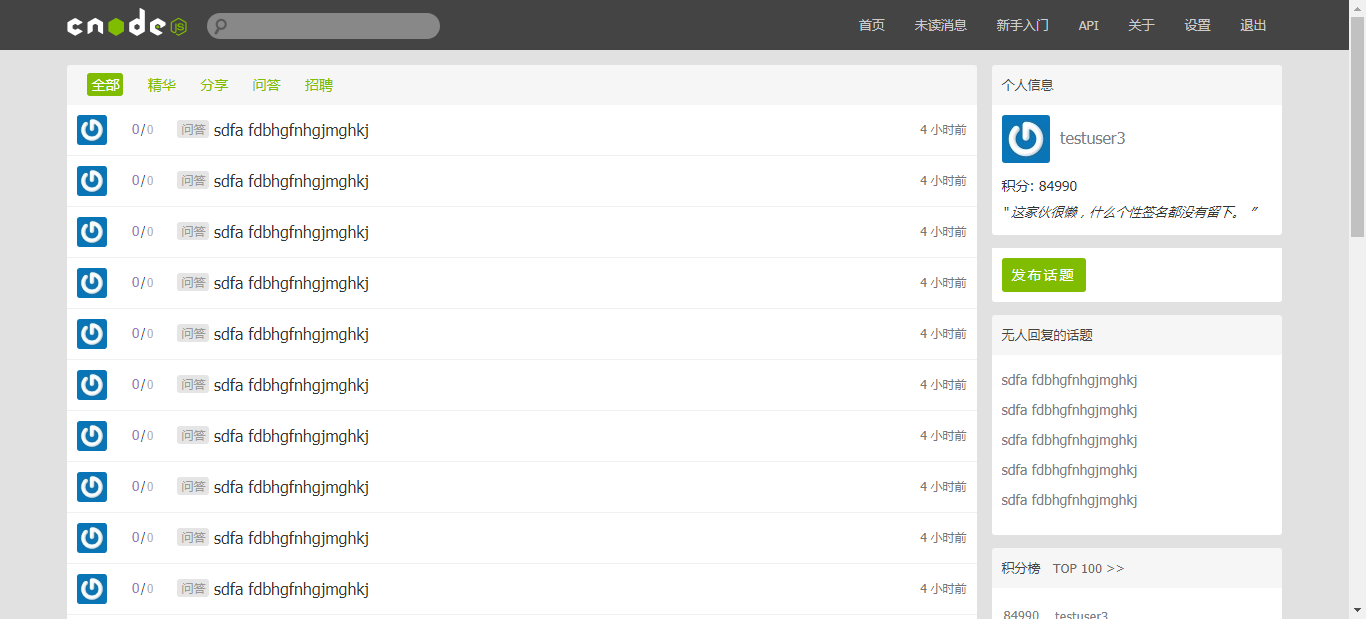 cnode JS
首页 未读消息 新手入门 API 关于 设置 退出
全部 精华 分享 问答 招聘
0/0 问答 sdfa fdbhgfnhgjmghkj 4 小时前
0/0 问答 sdfa fdbhgfnhgjmghkj 4 小时前
0/0 问答 sdfa fdbhgfnhgjmghkj 4 小时前
0/0 问答 sdfa fdbhgfnhgjmghkj 4 小时前
0/0 问答 sdfa fdbhgfnhgjmghkj 4 小时前
0/0 问答 sdfa fdbhgfnhgjmghkj 4 小时前
0/0 问答 sdfa fdbhgfnhgjmghkj 4 小时前
0/0 问答 sdfa fdbhgfnhgjmghkj 4 小时前
0/0 问答 sdfa fdbhgfnhgjmghkj 4 小时前
0/0 问答 sdfa fdbhgfnhgjmghkj 4 小时前
个人信息
testuser3
积分: 84990
" 这家伙很懒，什么个性签名都没有留下。 ”
发布话题
无人回复的话题
sdfa fdbhgfnhgjmghkj
sdfa fdbhgfnhgjmghkj
sdfa fdbhgfnhgjmghkj
sdfa fdbhgfnhgjmghkj
sdfa fdbhgfnhgjmghkj
积分榜 TOP 100 >>
84990 testuser3